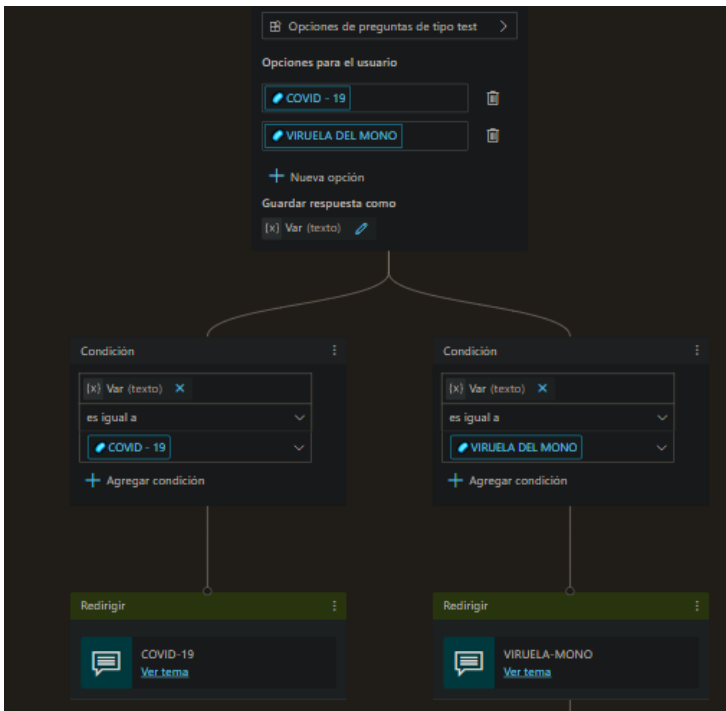 Opciones de preguntas de tipo test
Opciones para el usuario
COVID - 19
VIRUELA DEL MONO
Nueva opción
Guardar respuesta como
{x} Var (texto)
Condición
{x} Var (texto)
es igual a
COVID - 19
Agregar condición
Redirigir
COVID-19
Ver tema
Condición
{x} Var (texto)
es igual a
VIRUELA DEL MONO
Agregar condición
Redirigir
VIRUELA-MONO
Ver tema